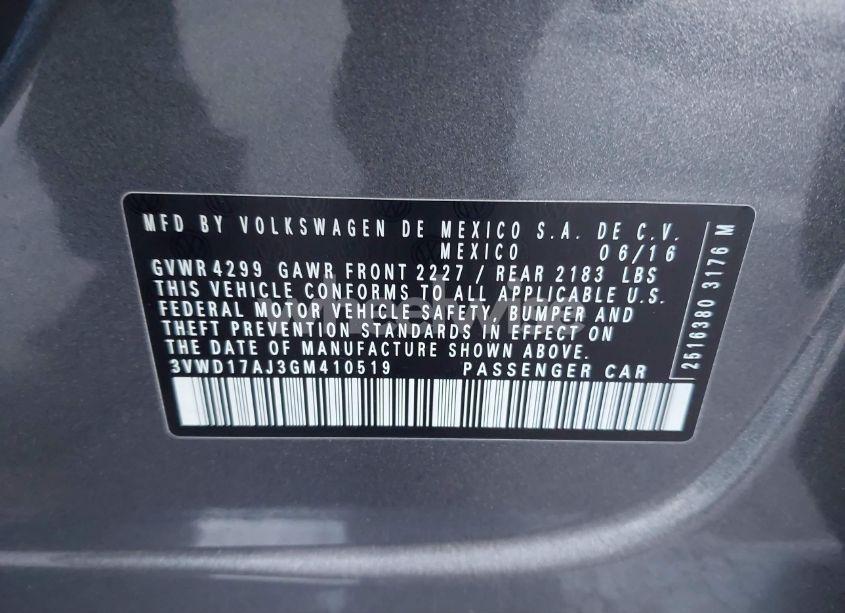 MFD BY VOLKSWAGEN DE MEXICO S.A. DE C.V.
MEXICO 06/16
GVWR 4299 GAWR FRONT 2227 / REAR 2183 LBS
THIS VEHICLE CONFORMS TO ALL APPLICABLE U.S.
FEDERAL MOTOR VEHICLE SAFETY, BUMPER AND
THEFT PREVENTION STANDARDS IN EFFECT ON
THE DATE OF MANUFACTURE SHOWN ABOVE.
3VWD17AJ3GM410519 PASSENGER CAR
2516380 3176 M